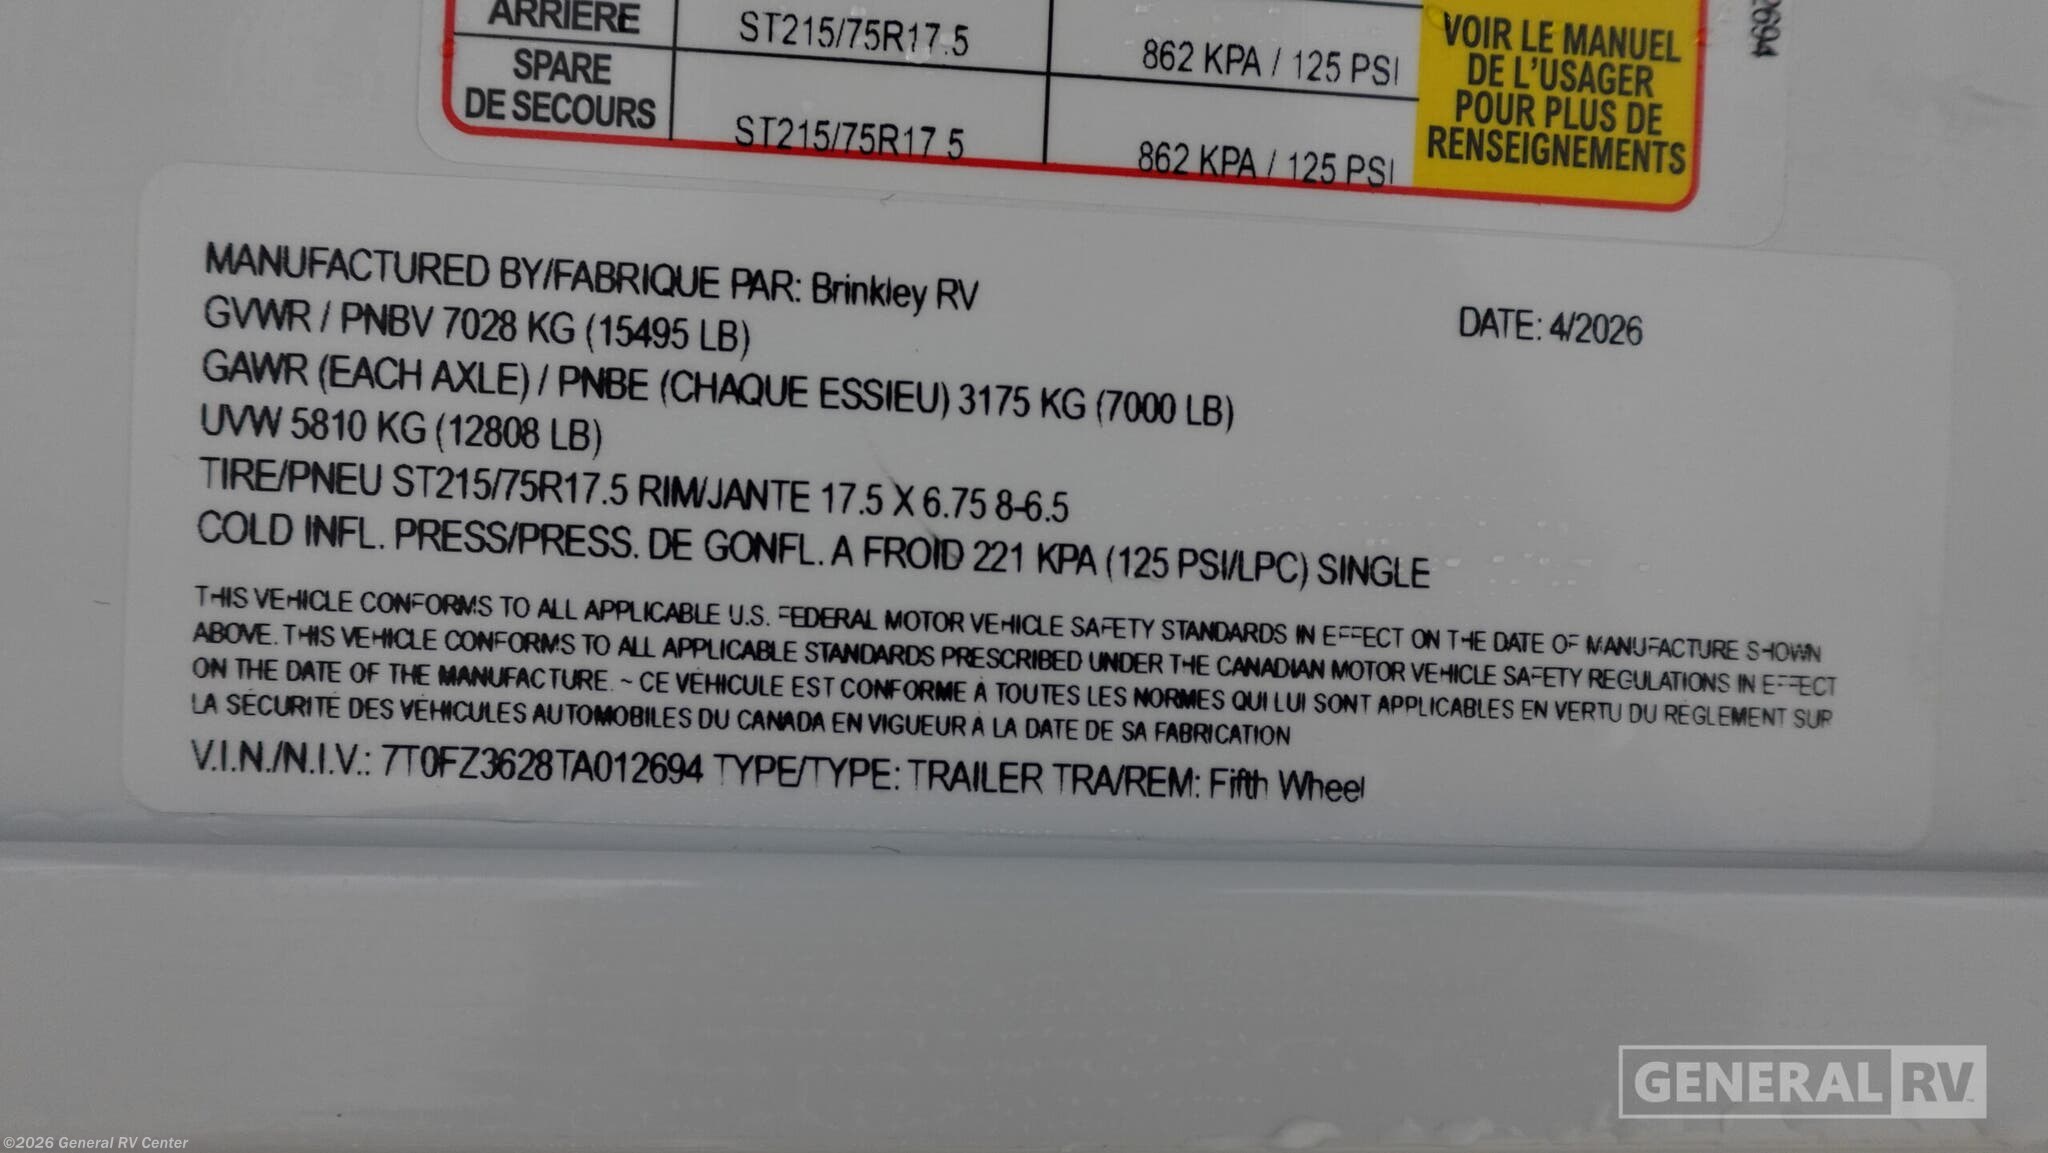 ARRIÈRE ST215/75R17.5 862 KPA / 125 PSI
SPARE
DE SECOURS ST215/75R17.5 862 KPA / 125 PSI
VOIR LE MANUEL
DE L'USAGER
POUR PLUS DE
RENSEIGNEMENTS
2694
MANUFACTURED BY/FABRIQUE PAR: Brinkley RV
DATE: 4/2026
GVWR / PNBV 7028 KG (15495 LB)
GAWR (EACH AXLE) / PNBE (CHAQUE ESSIEU) 3175 KG (7000 LB)
UVW 5810 KG (12808 LB)
TIRE/PNEU ST215/75R17.5 RIM/JANTE 17.5 X 6.75 8-6.5
COLD INFL. PRESS/PRESS. DE GONFL. A FROID 221 KPA (125 PSI/LPC) SINGLE
THIS VEHICLE CONFORMS TO ALL APPLICABLE U.S. FEDERAL MOTOR VEHICLE SAFETY STANDARDS IN EFFECT ON THE DATE OF MANUFACTURE SHOWN
ABOVE. THIS VEHICLE CONFORMS TO ALL APPLICABLE STANDARDS PRESCRIBED UNDER THE CANADIAN MOTOR VEHICLE SAFETY REGULATIONS IN EFFECT
ON THE DATE OF THE MANUFACTURE. ~ CE VÉHICULE EST CONFORME À TOUTES LES NORMES QUI LUI SONT APPLICABLES EN VERTU DU RÈGLEMENT SUR
LA SÉCURITÉ DES VÉHICULES AUTOMOBILES DU CANADA EN VIGUEUR À LA DATE DE SA FABRICATION
V.I.N./N.I.V.: 7T0FZ3628TA012694 TYPE/TYPE: TRAILER TRA/REM: Fifth Wheel
GENERAL RV
©2026 General RV Center